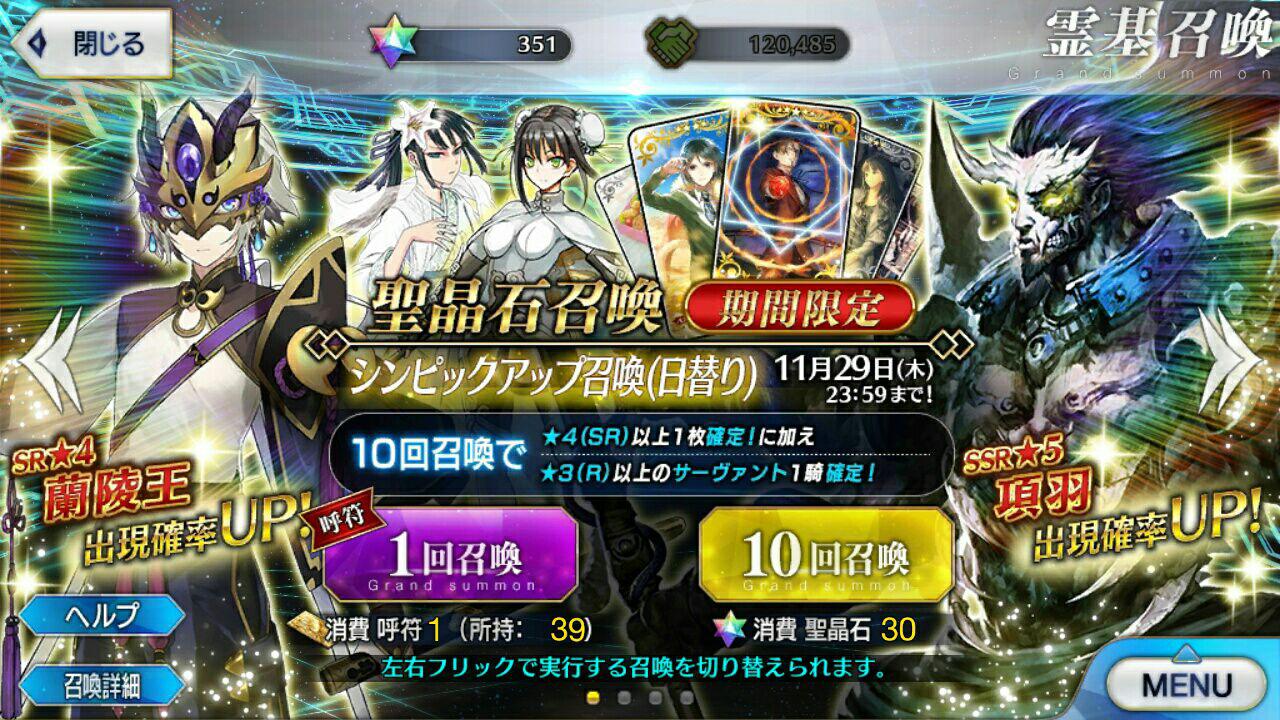 閉じる
351
120,485
霊基召喚
Grand summon
聖晶石召喚
期間限定
シンピックアップ召喚(日替り)
11月29日(木)
23:59まで!
10回召喚で
★4(SR)以上1枚確定!に加え
★3(R)以上のサーヴァント1騎確定!
SR★4
蘭陵王
出現確率UP!
SSR★5
項羽
出現確率UP!
呼符
1回召喚
Grand summon
10回召喚
Grand summon
消費 呼符 1 (所持: 39)
消費 聖晶石 30
左右フリックで実行する召喚を切り替えられます。
ヘルプ
召喚詳細
MENU